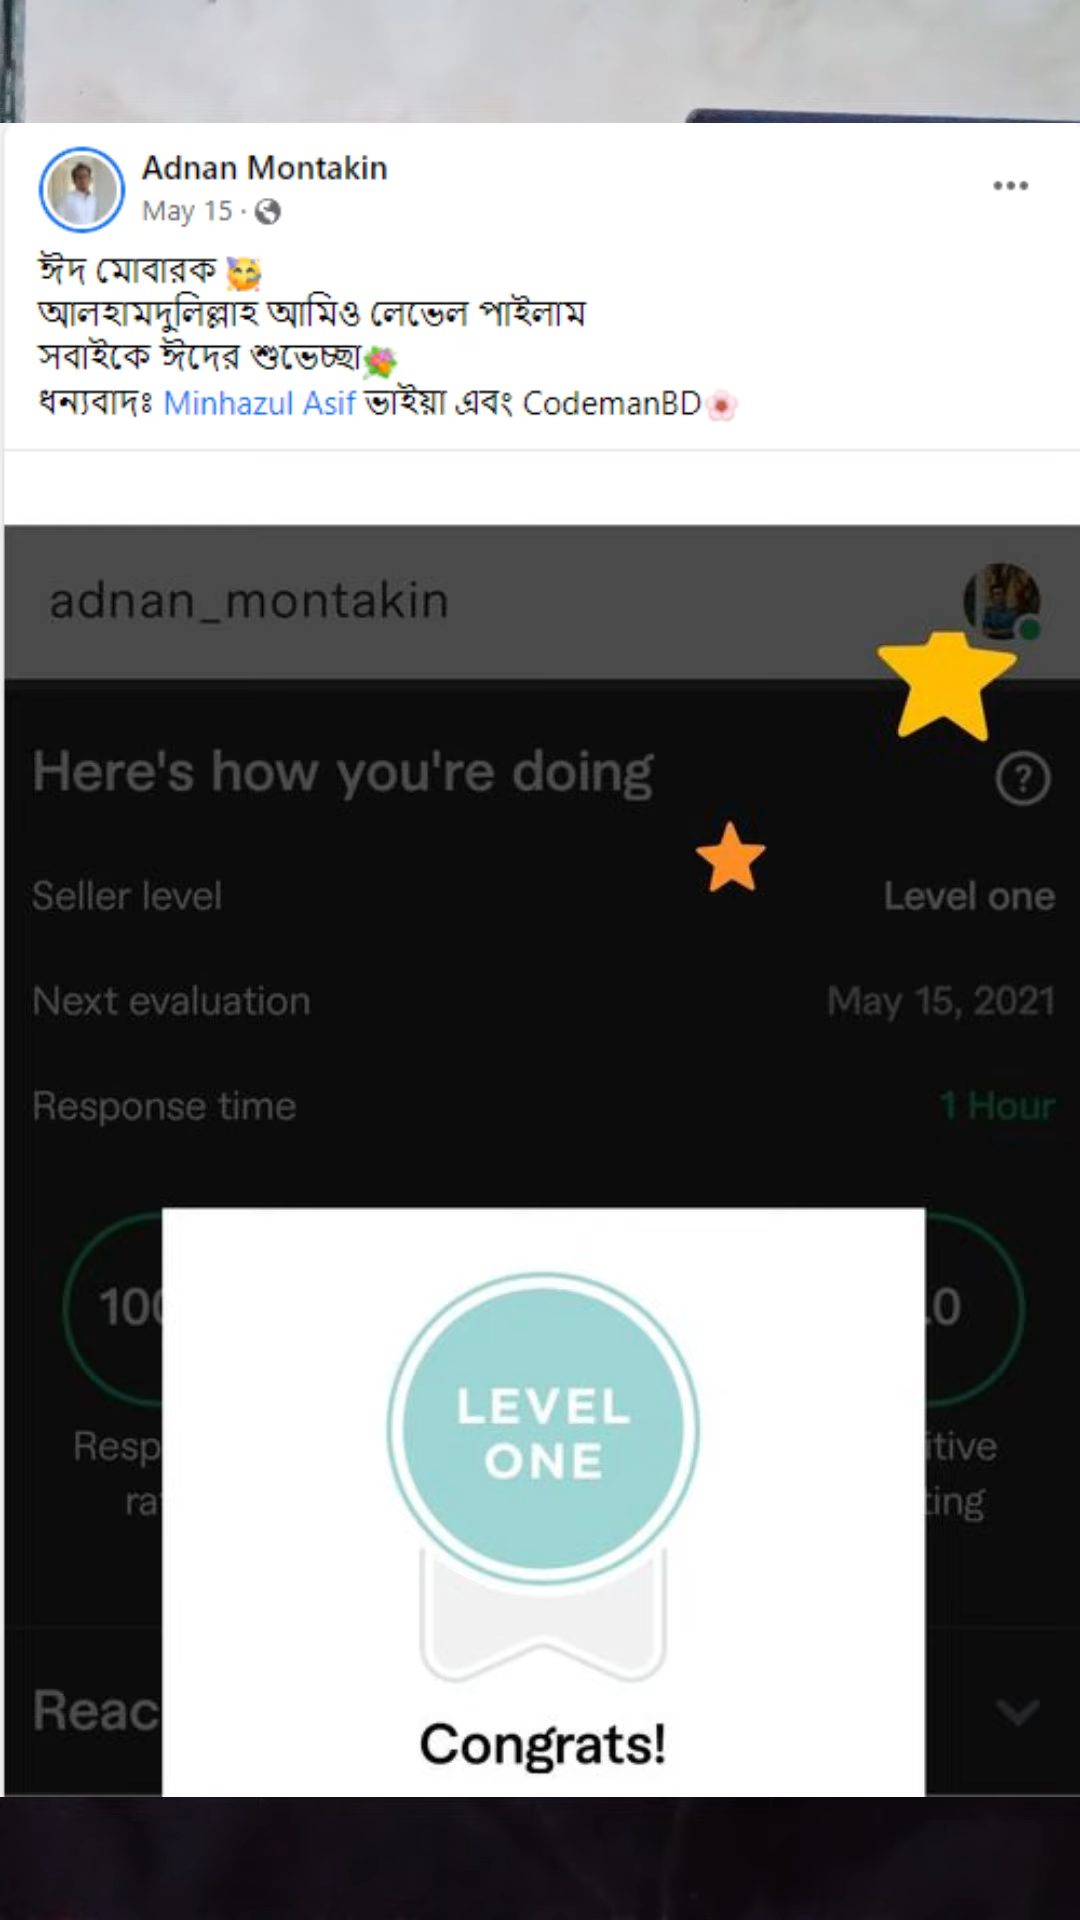 Adnan Montakin
May 15 ·
ঈদ মোবারক 🥳
আলহামদুলিল্লাহ আমিও লেভেল পাইলাম
সবাইকে ঈদের শুভেচ্ছা💐
ধন্যবাদঃ Minhazul Asif ভাইয়া এবং CodemanBD🌸
adnan_montakin
Here's how you're doing
Seller level Level one
Next evaluation May 15, 2021
Response time 1 Hour
LEVEL
ONE
Congrats!